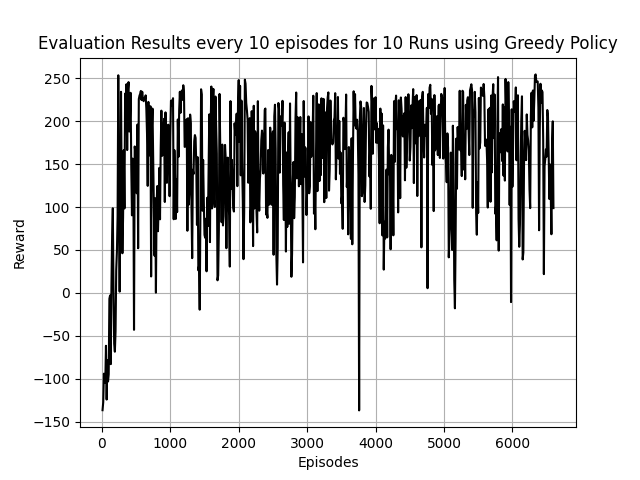 Evaluation Results every 10 episodes for 10 Runs using Greedy Policy
250
200
150
100
50
0
−50
−100
−150
Reward
0 1000 2000 3000 4000 5000 6000
Episodes